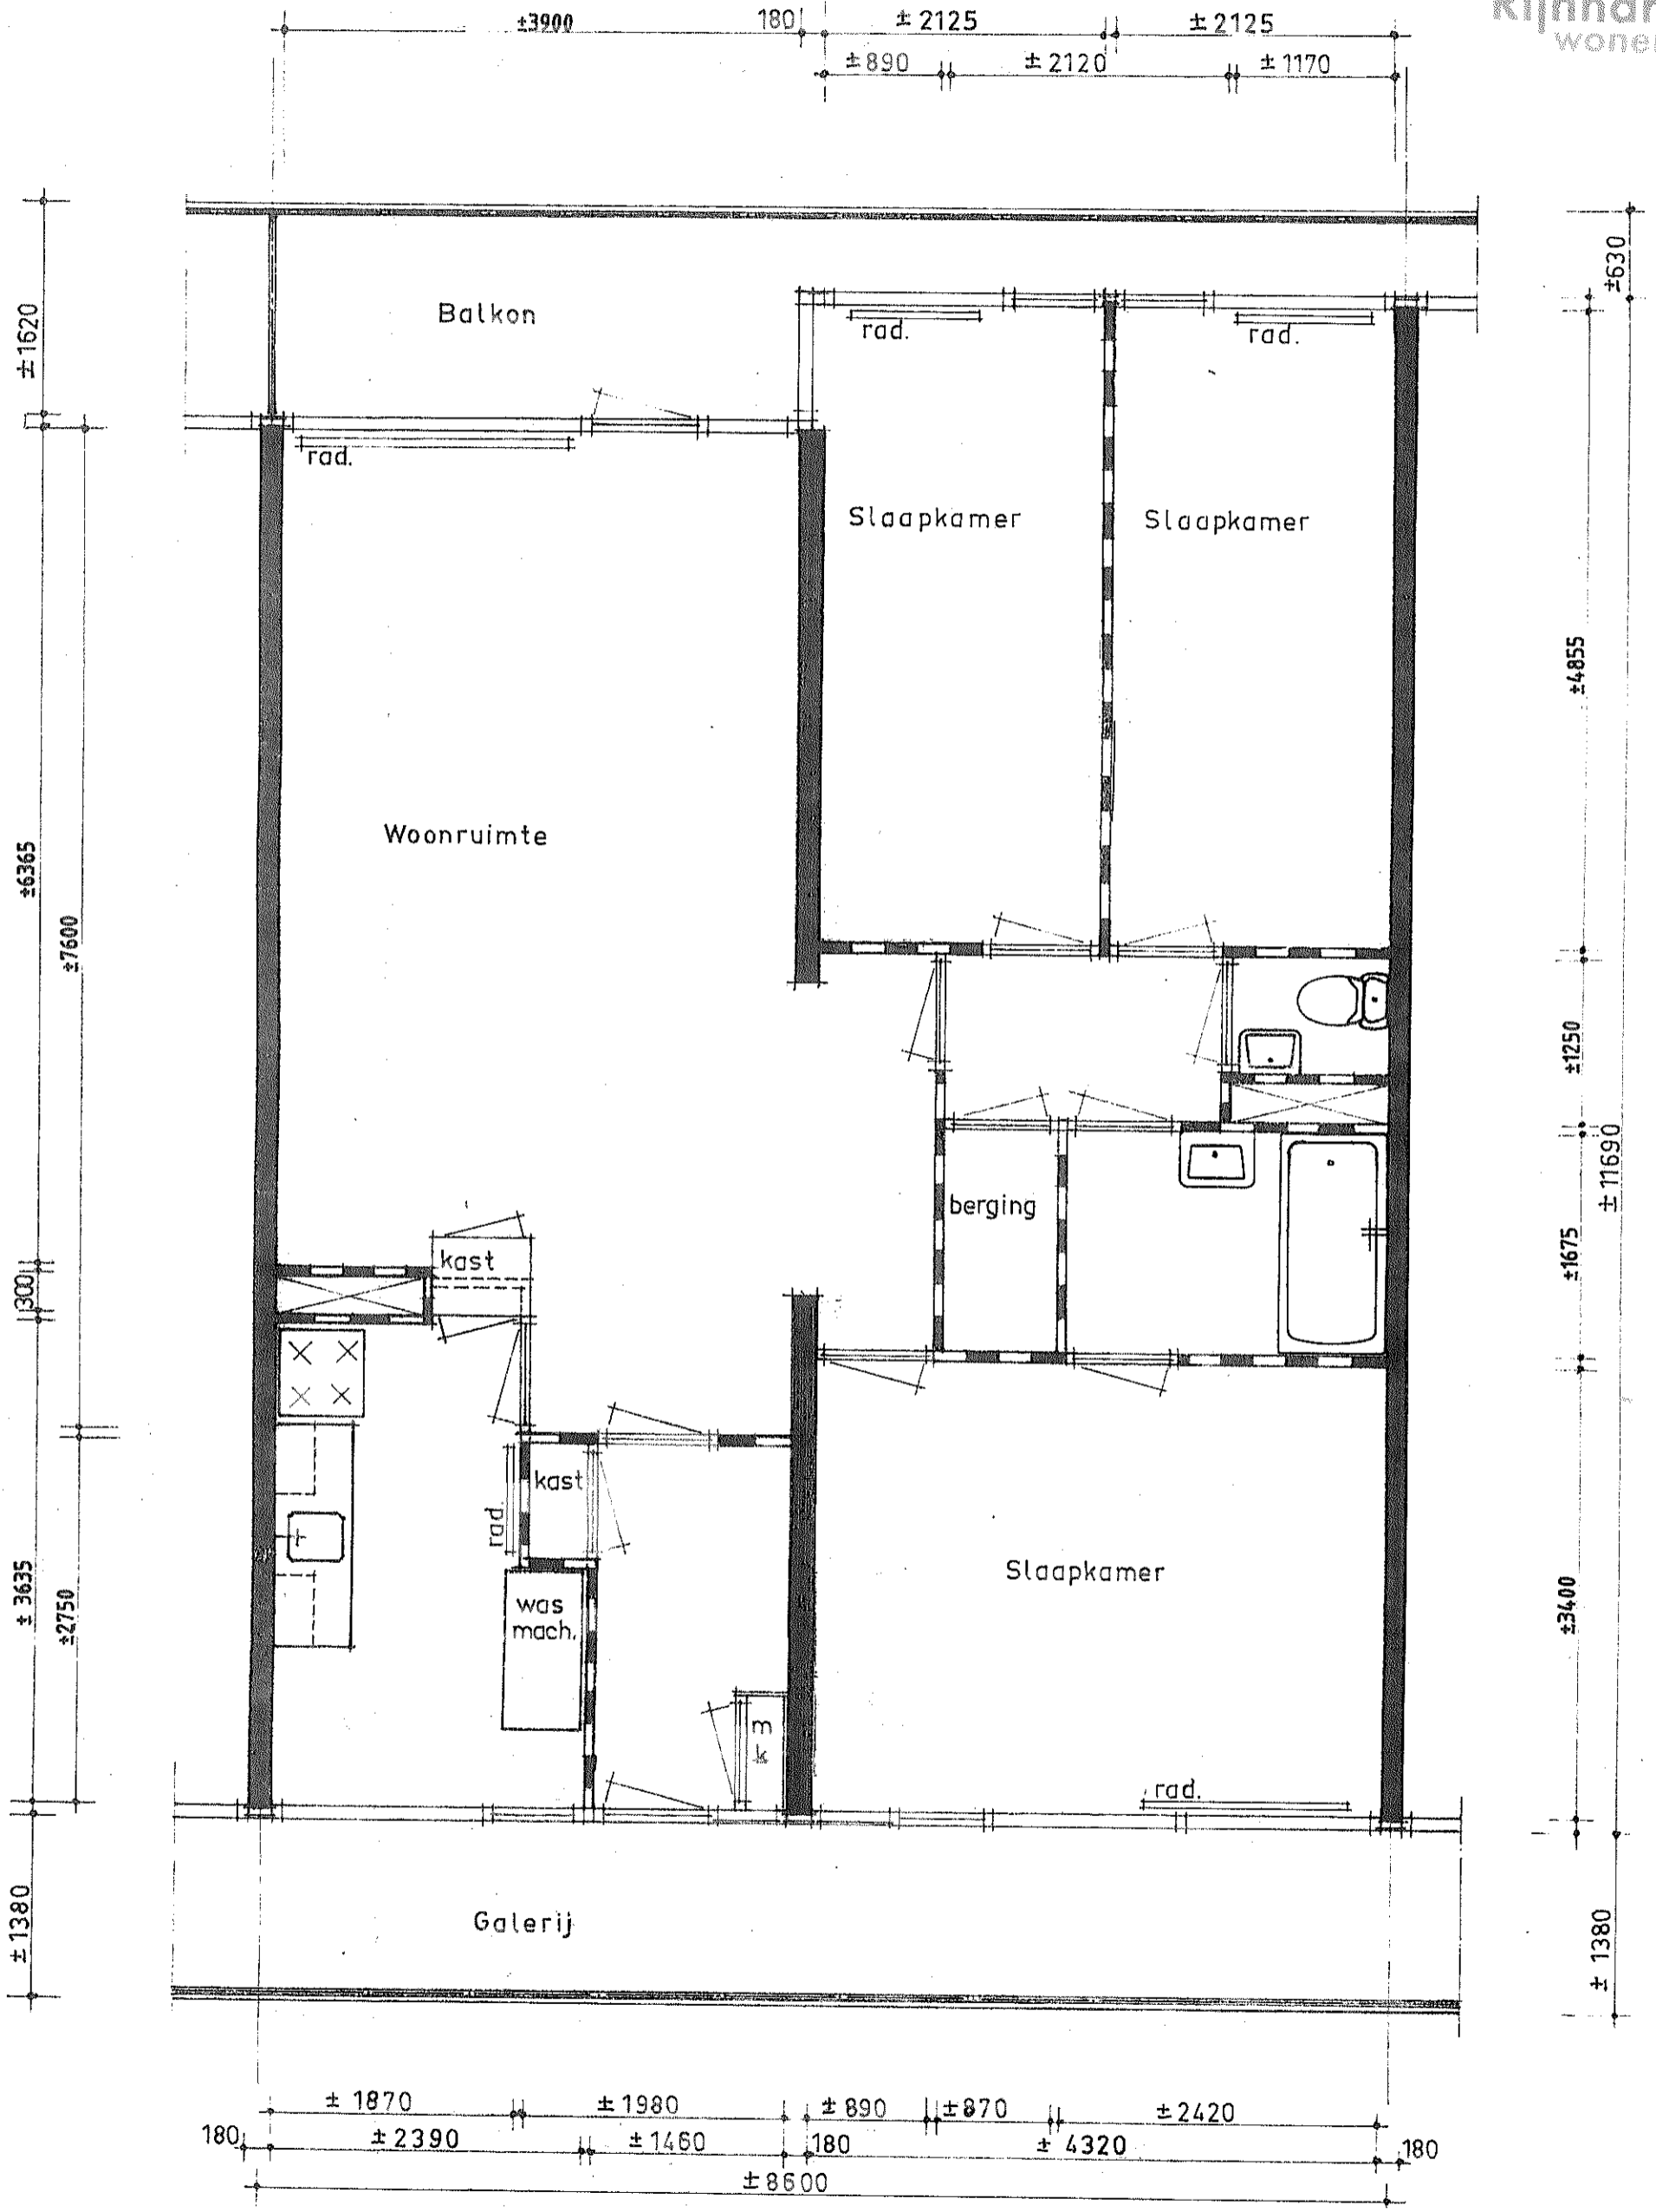 Rijnhar
wonen
±3900
180
± 2125
± 2125
± 890
± 2120
± 1170
±1620
±6365
±7600
300
± 3635
±2750
±1380
±630
±4855
±1250
±11690
±1675
±3400
±1380
Balkon
rad.
rad.
rad.
Slaapkamer
Slaapkamer
Woonruimte
berging
kast
kast
rad.
was
mach.
Slaapkamer
m
k
rad.
Galerij
± 1870
± 1980
± 890
± 870
± 2420
180
± 2390
± 1460
180
± 4320
180
± 8600